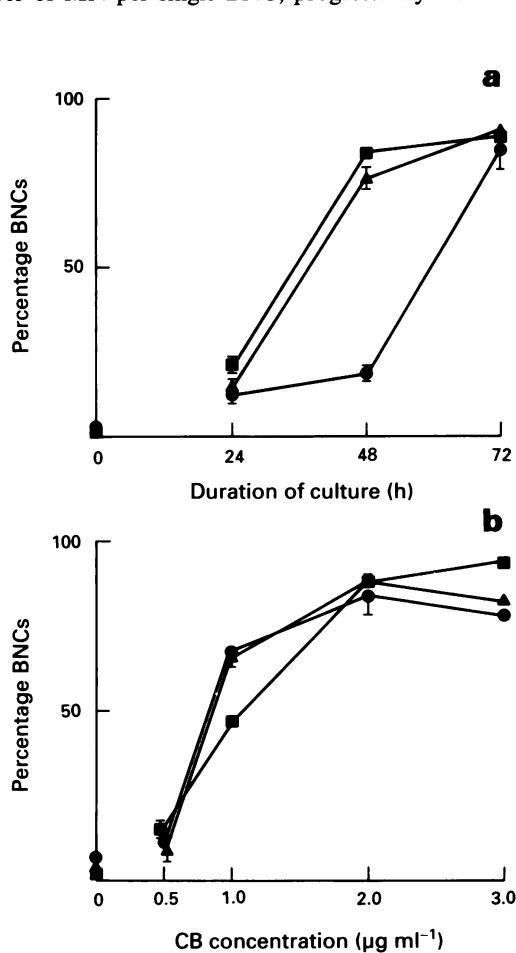 a
100
50
Percentage BNCs
0 24 48 72
Duration of culture (h)
b
100
50
Percentage BNCs
0 0.5 1.0 2.0 3.0
CB concentration (µg ml⁻¹)